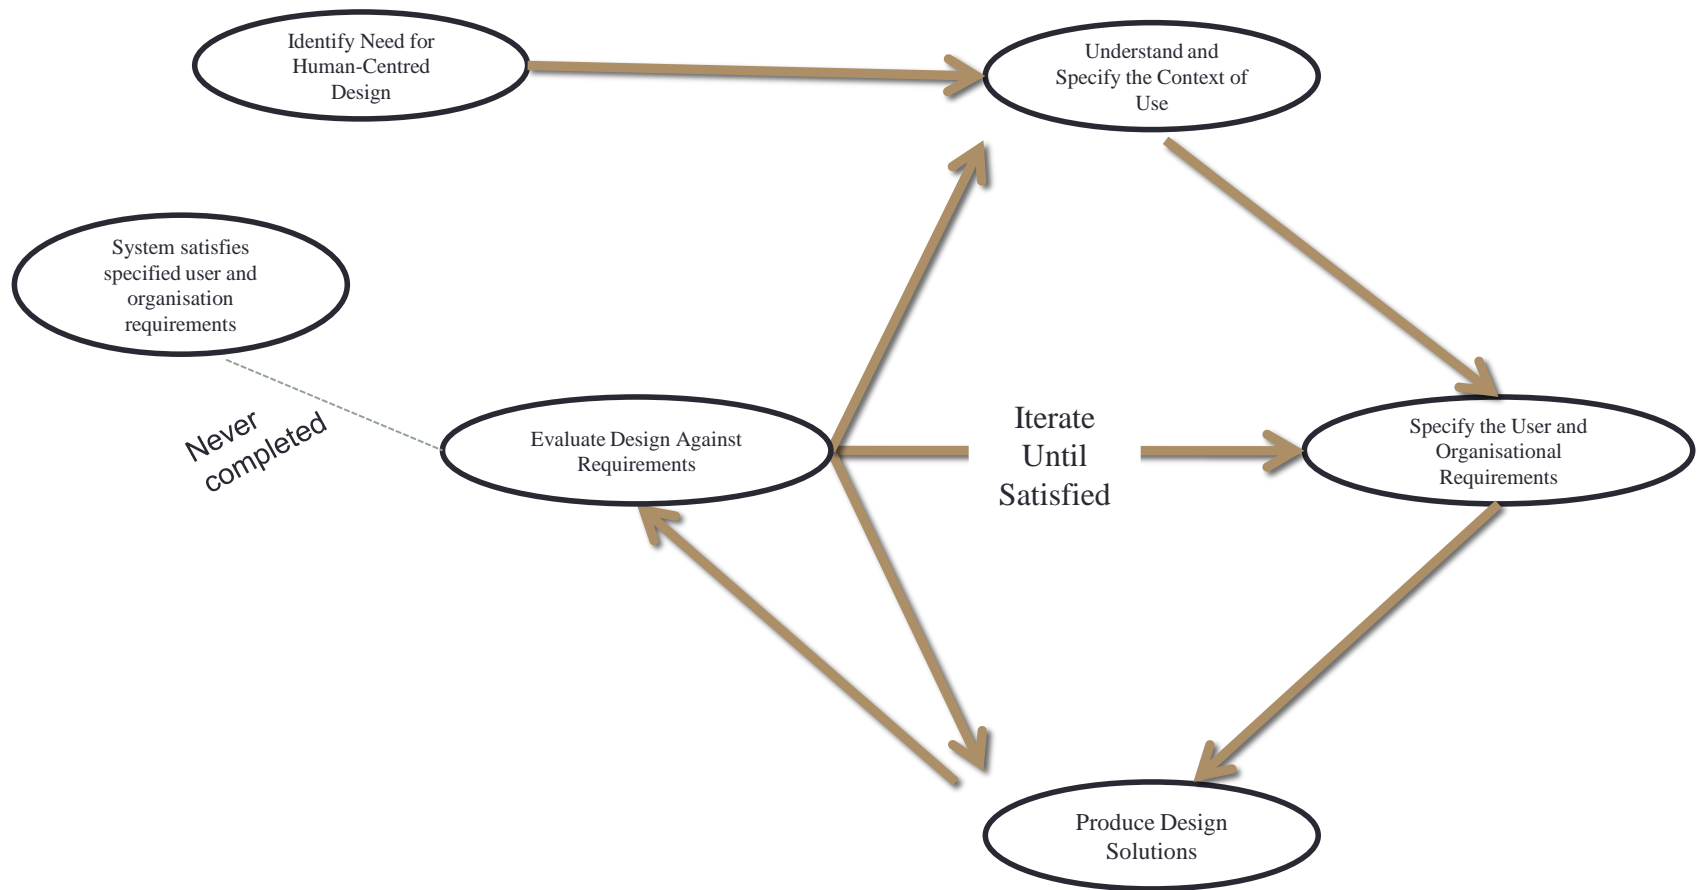 Identify Need for
Human-Centred
Design
Understand and
Specify the Context of
Use
System satisfies
specified user and
organisation
requirements
Never
completed
Evaluate Design Against
Requirements
Iterate
Until
Satisfied
Specify the User and
Organisational
Requirements
Produce Design
Solutions